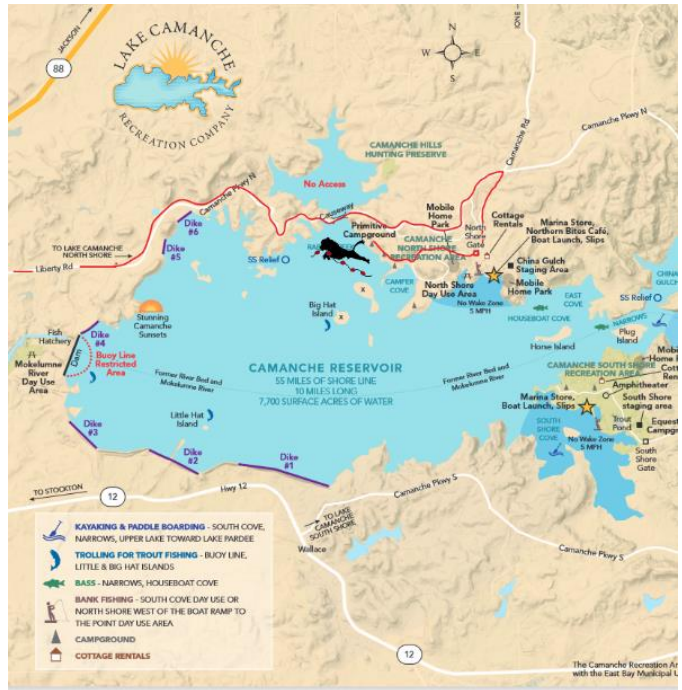 JACKSON
88
LAKE CAMANCHE
RECREATION COMPANY
N
W
E
S
IONE
Camanche Pkwy N
Camanche Rd
CAMANCHE HILLS
HUNTING PRESERVE
No Access
Camanche Pkwy N
Causeway
Mobile
Home
Park
Cottage
Rentals
Marina Store,
Northern Bites Café,
Boat Launch, Slips
Primitive
Campground
North
Shore
Gate
CAMANCHE
NORTH SHORE
RECREATION AREA
China Gulch
Staging Area
Mobile
Home Park
Dike
#6
Dike
#5
TO LAKE CAMANCHE
NORTH SHORE
Liberty Rd
SS Relief
CAMPER
COVE
North Shore
Day Use Area
No Wake Zone
5 MPH
EAST
COVE
HOUSEBOAT COVE
CHINA
GULCH
SS Relief
NARROWS
Plug
Island
Big Hat
Island
Stunning
Camanche
Sunsets
Horse Island
Fish
Hatchery
Dike
#4
Dam
Buoy Line
Restricted
Area
Mokelumne
River
Day Use
Area
Former River Bed and
Mokelumne River
CAMANCHE RESERVOIR
55 MILES OF SHORE LINE
10 MILES LONG
7,700 SURFACE ACRES OF WATER
Former River Bed and
Mokelumne River
CAMANCHE SOUTH SHORE
RECREATION AREA
Amphitheater
South Shore
staging area
Marina Store,
Boat Launch, Slips
Trout
Pond
SOUTH
SHORE
COVE
No Wake Zone
5 MPH
South
Shore
Gate
Little Hat
Island
Dike
#3
Dike
#2
Dike
#1
TO STOCKTON
12
Hwy 12
TO LAKE
CAMANCHE
SOUTH SHORE
Wallace
Camanche Pkwy S
Camanche Pkwy S
12
KAYAKING & PADDLE BOARDING - SOUTH COVE,
NARROWS, UPPER LAKE TOWARD LAKE PARDEE
TROLLING FOR TROUT FISHING - BUOY LINE,
LITTLE & BIG HAT ISLANDS
BASS - NARROWS, HOUSEBOAT COVE
BANK FISHING - SOUTH COVE DAY USE OR
NORTH SHORE WEST OF THE BOAT RAMP TO
THE POINT DAY USE AREA
CAMPGROUND
COTTAGE RENTALS
The Camanche Recreation Ar
with the East Bay Municipal U